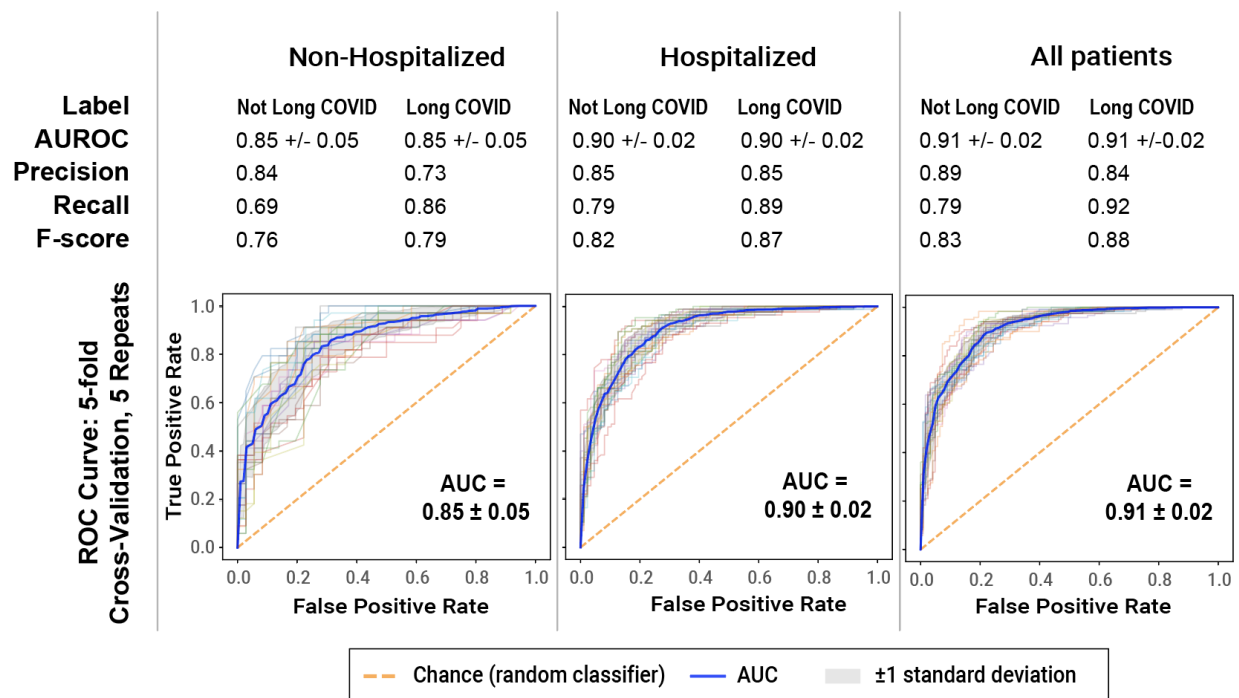 Non-Hospitalized Hospitalized All patients
Label Not Long COVID Long COVID Not Long COVID Long COVID Not Long COVID Long COVID
AUROC 0.85 +/- 0.05 0.85 +/- 0.05 0.90 +/- 0.02 0.90 +/- 0.02 0.91 +/- 0.02 0.91 +/-0.02
Precision 0.84 0.73 0.85 0.85 0.89 0.84
Recall 0.69 0.86 0.79 0.89 0.79 0.92
F-score 0.76 0.79 0.82 0.87 0.83 0.88
ROC Curve: 5-fold
Cross-Validation, 5 Repeats
True Positive Rate
1.0
0.8
0.6
0.4
0.2
0.0
AUC =
0.85 ± 0.05
0.0 0.2 0.4 0.6 0.8 1.0
False Positive Rate
AUC =
0.90 ± 0.02
0.0 0.2 0.4 0.6 0.8 1.0
False Positive Rate
AUC =
0.91 ± 0.02
0.0 0.2 0.4 0.6 0.8 1.0
False Positive Rate
Chance (random classifier) AUC ±1 standard deviation